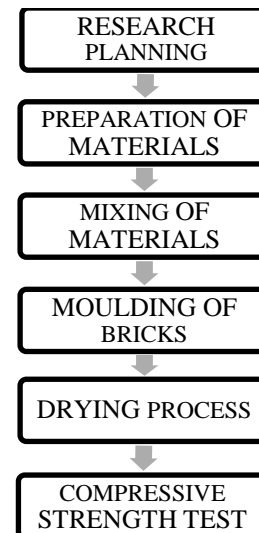 RESEARCH
PLANNING
PREPARATION OF
MATERIALS
MIXING OF
MATERIALS
MOULDING OF
BRICKS
DRYING PROCESS
COMPRESSIVE
STRENGTH TEST